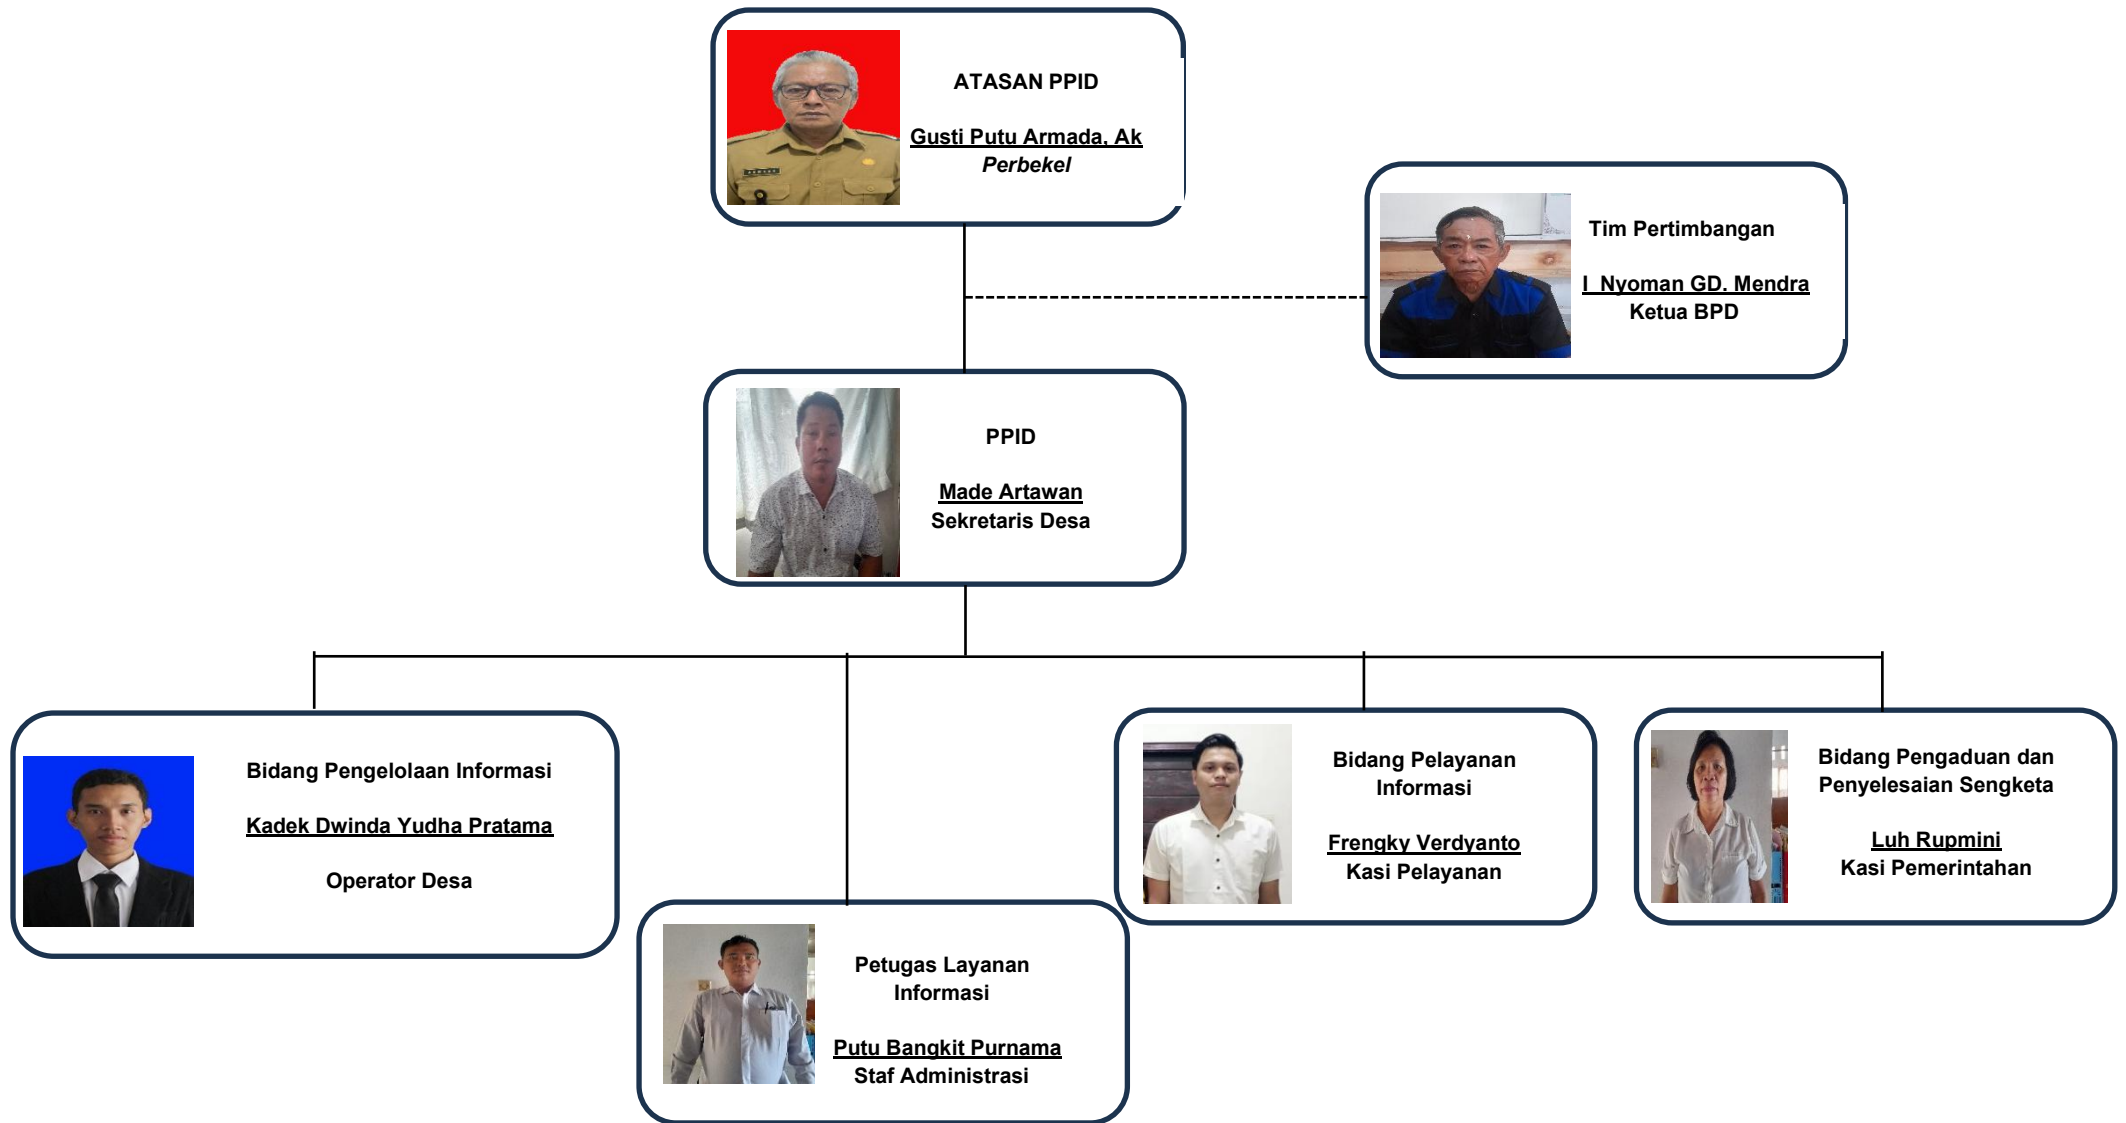 ATASAN PPID
Gusti Putu Armada, Ak
Perbekel
Tim Pertimbangan
I Nyoman GD. Mendra
Ketua BPD
PPID
Made Artawan
Sekretaris Desa
Bidang Pengelolaan Informasi
Kadek Dwinda Yudha Pratama
Operator Desa
Petugas Layanan
Informasi
Putu Bangkit Purnama
Staf Administrasi
Bidang Pelayanan
Informasi
Frengky Verdyanto
Kasi Pelayanan
Bidang Pengaduan dan
Penyelesaian Sengketa
Luh Rupmini
Kasi Pemerintahan